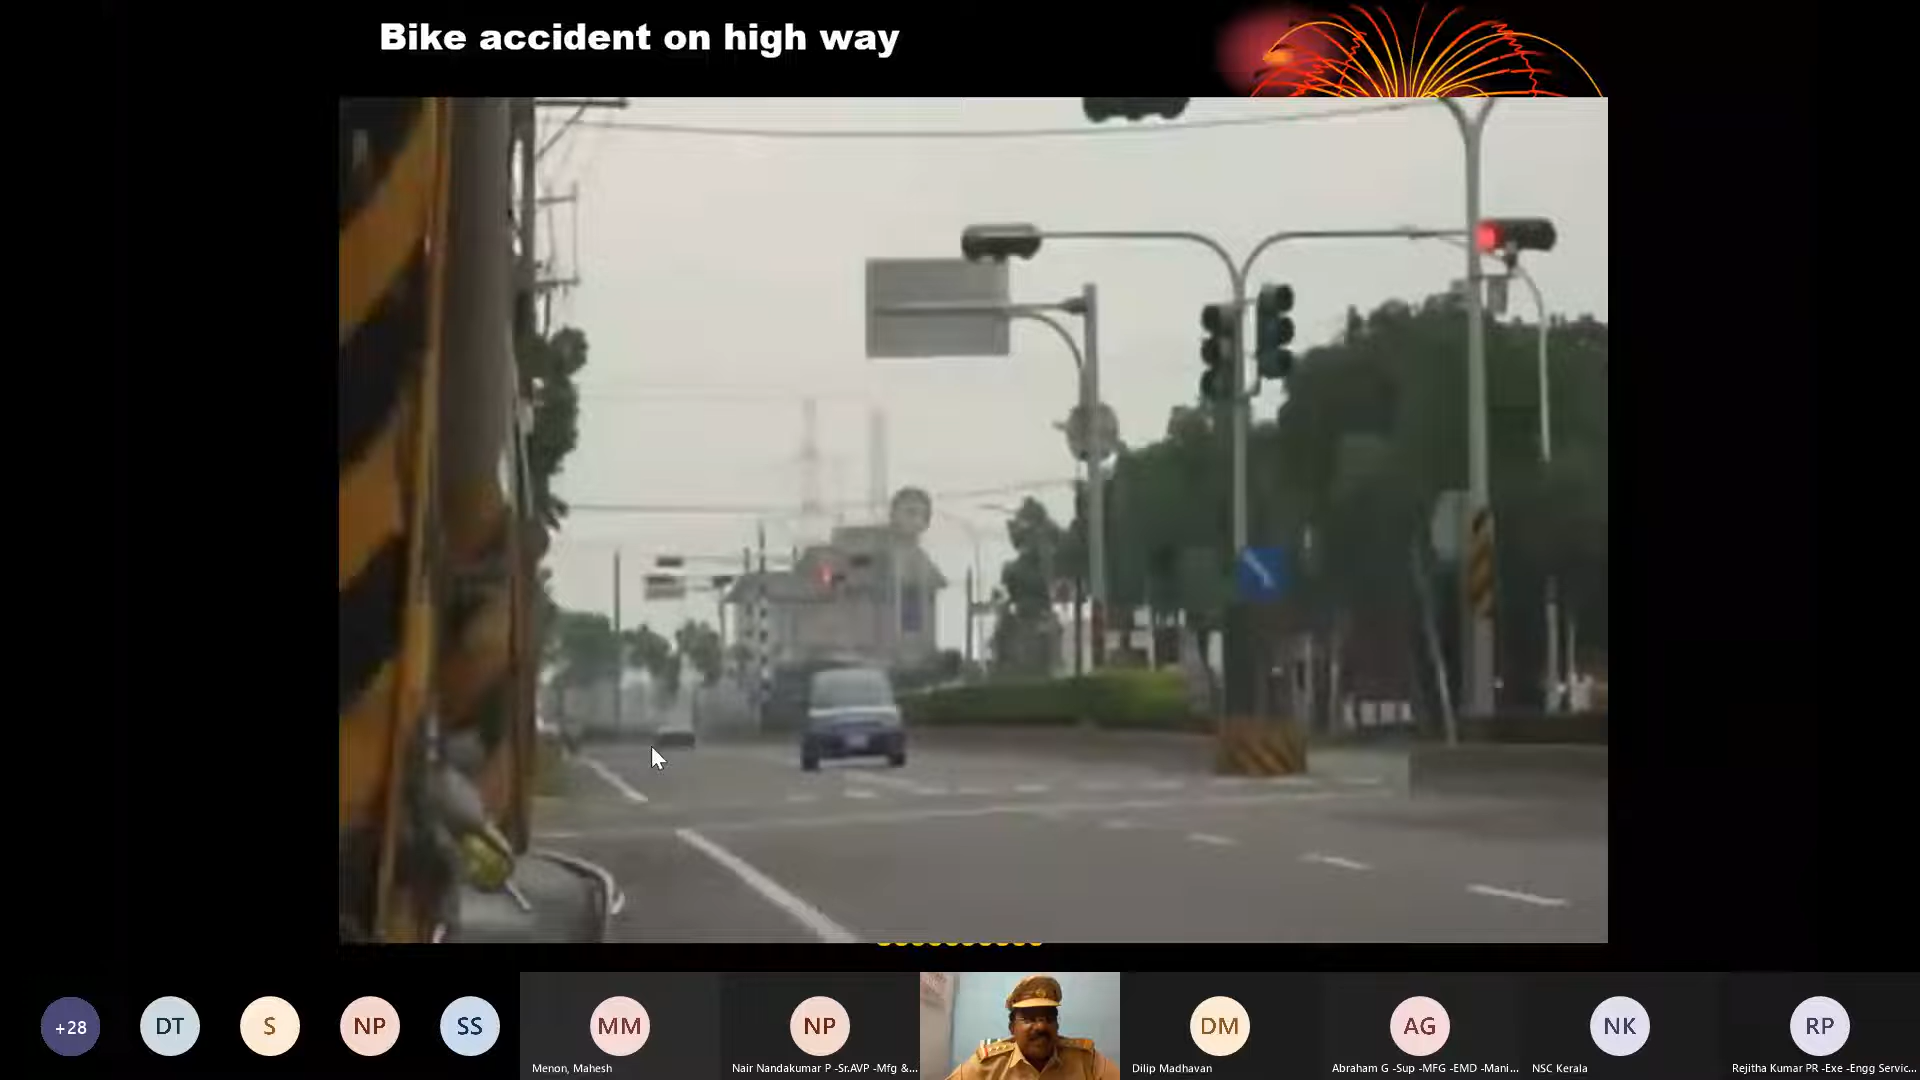 Bike accident on high way
+28
DT
S
NP
SS
MM
NP
DM
AG
NK
RP
Menon, Mahesh
Nair Nandakumar P -Sr.AVP -Mfg &...
Dilip Madhavan
Abraham G -Sup -MFG -EMD -Mani...
NSC Kerala
Rejitha Kumar PR -Exe -Engg Servic...